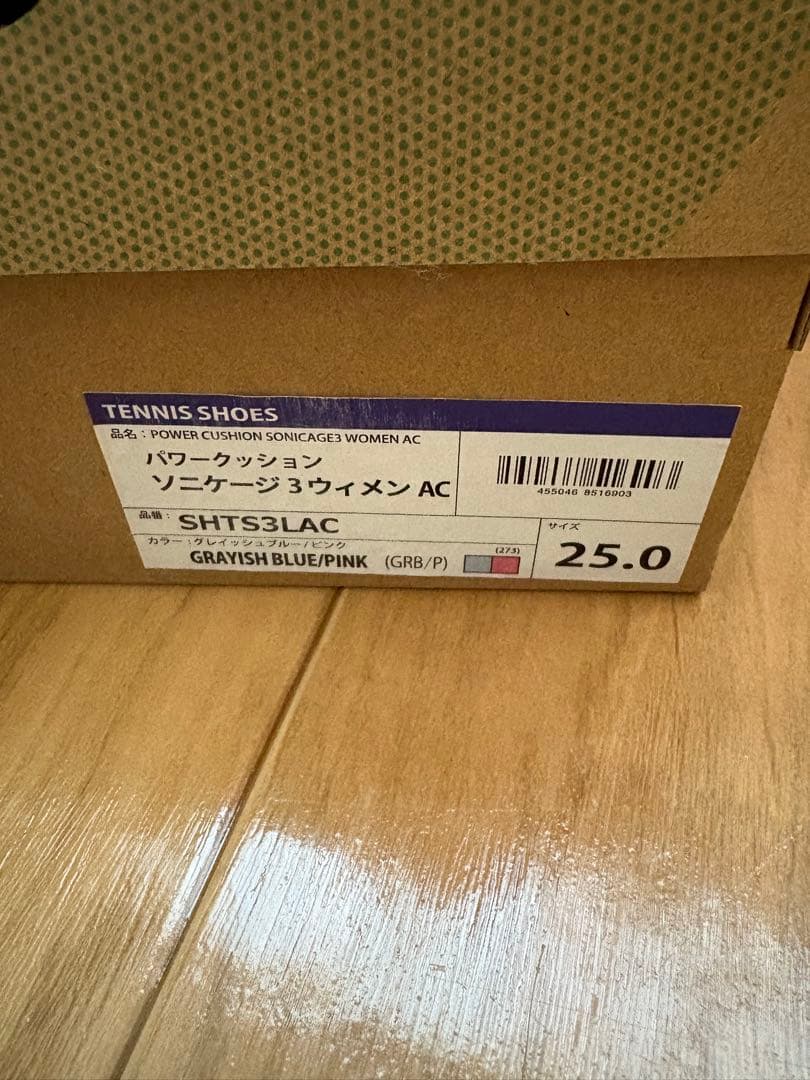 TENNIS SHOES
品名：POWER CUSHION SONICAGE3 WOMEN AC
パワークッション
ソニケージ 3 ウィメン AC
455046 8516903
品番：SHTS3LAC
カラー：グレイッシュブルー/ピンク
GRAYISH BLUE/PINK (GRB/P)
(273)
サイズ
25.0